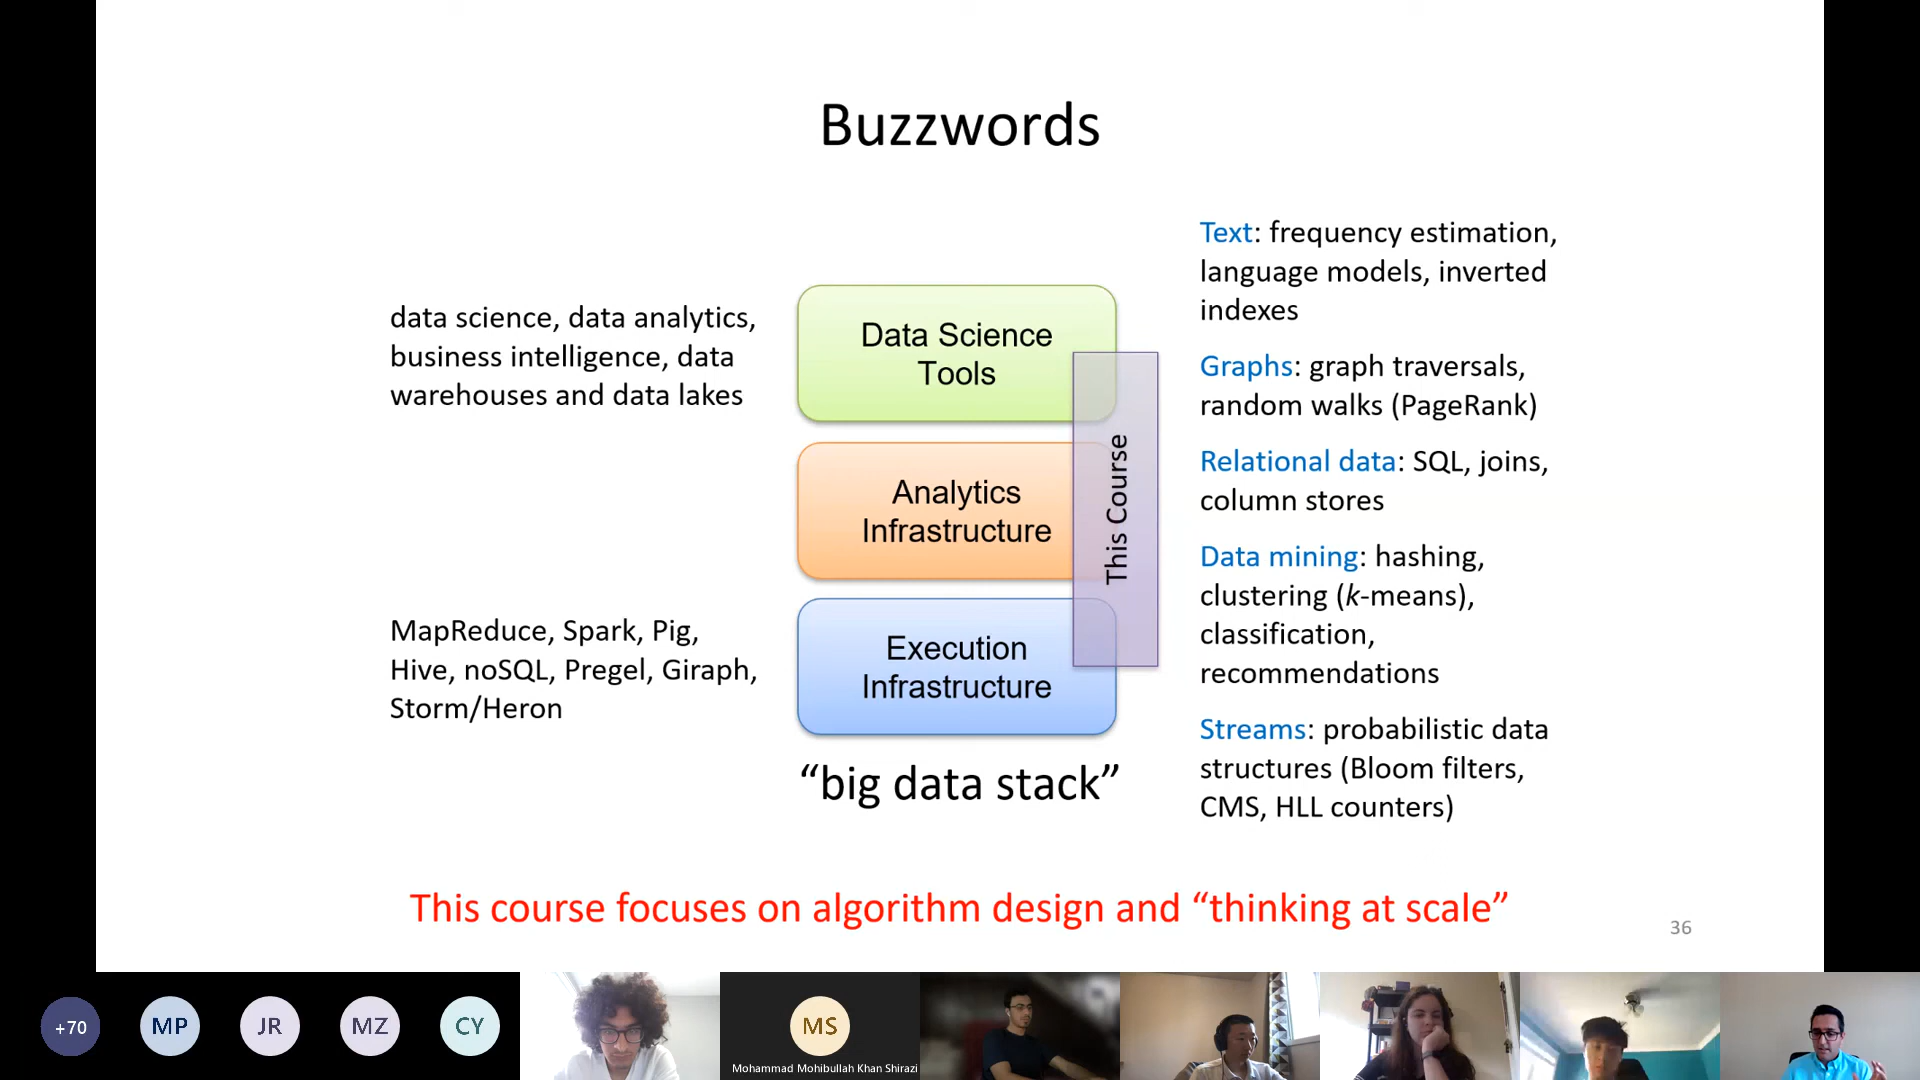 Buzzwords
data science, data analytics,
business intelligence, data
warehouses and data lakes
MapReduce, Spark, Pig,
Hive, noSQL, Pregel, Giraph,
Storm/Heron
Data Science
Tools
Analytics
Infrastructure
Execution
Infrastructure
This Course
“big data stack”
Text: frequency estimation,
language models, inverted
indexes
Graphs: graph traversals,
random walks (PageRank)
Relational data: SQL, joins,
column stores
Data mining: hashing,
clustering (k-means),
classification,
recommendations
Streams: probabilistic data
structures (Bloom filters,
CMS, HLL counters)
This course focuses on algorithm design and “thinking at scale”
36
+70
MP
JR
MZ
CY
MS
Mohammad Mohibullah Khan Shirazi